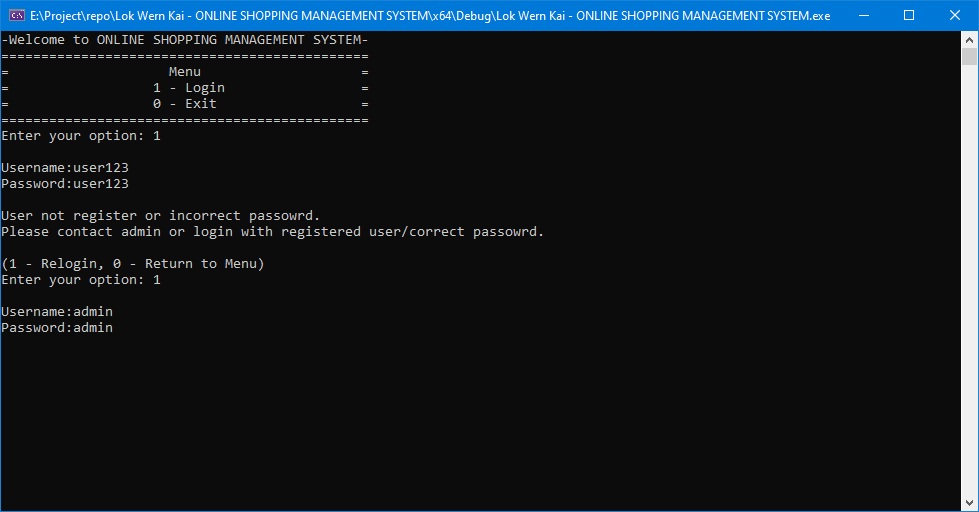 E:\Project\repo\Lok Wern Kai - ONLINE SHOPPING MANAGEMENT SYSTEM\x64\Debug\Lok Wern Kai - ONLINE SHOPPING MANAGEMENT SYSTEM.exe
-Welcome to ONLINE SHOPPING MANAGEMENT SYSTEM-
==============================================
=                    Menu                    =
=                  1 - Login                 =
=                  0 - Exit                  =
==============================================
Enter your option: 1
Username:user123
Password:user123
User not register or incorrect passowrd.
Please contact admin or login with registered user/correct passowrd.
(1 - Relogin, 0 - Return to Menu)
Enter your option: 1
Username:admin
Password:admin